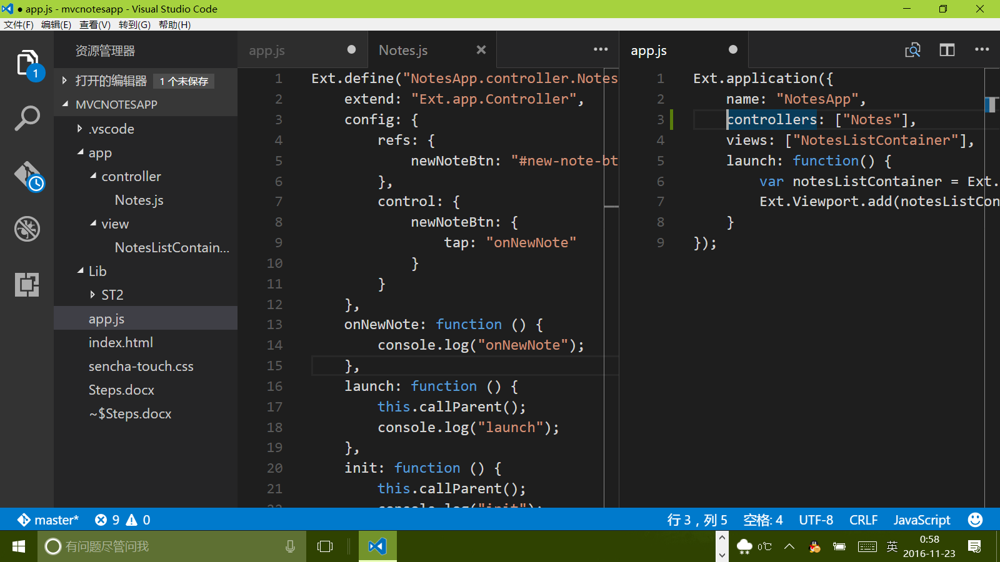 ● app.js - mvcnotesapp - Visual Studio Code
文件(F) 编辑(E) 查看(V) 转到(G) 帮助(H)
资源管理器
打开的编辑器 1 个未保存
MVCNOTESAPP
.vscode
app
controller
Notes.js
view
NotesListContain...
Lib
ST2
app.js
index.html
sencha-touch.css
Steps.docx
~$Steps.docx
1
app.js
Notes.js
1 Ext.define("NotesApp.controller.Notes
2 extend: "Ext.app.Controller",
3 config: {
4 refs: {
5 newNoteBtn: "#new-note-bt
6 },
7 control: {
8 newNoteBtn: {
9 tap: "onNewNote"
10 }
11 }
12 },
13 onNewNote: function () {
14 console.log("onNewNote");
15 },
16 launch: function () {
17 this.callParent();
18 console.log("launch");
19 },
20 init: function () {
21 this.callParent();
22 console.log("init");
app.js
1 Ext.application({
2 name: "NotesApp",
3 controllers: ["Notes"],
4 views: ["NotesListContainer"],
5 launch: function() {
6 var notesListContainer = Ext.
7 Ext.Viewport.add(notesListCon
8 }
9 });
master* 9 0 行 3，列 5 空格: 4 UTF-8 CRLF JavaScript
有问题尽管问我
0℃ 英 0:58
2016-11-23